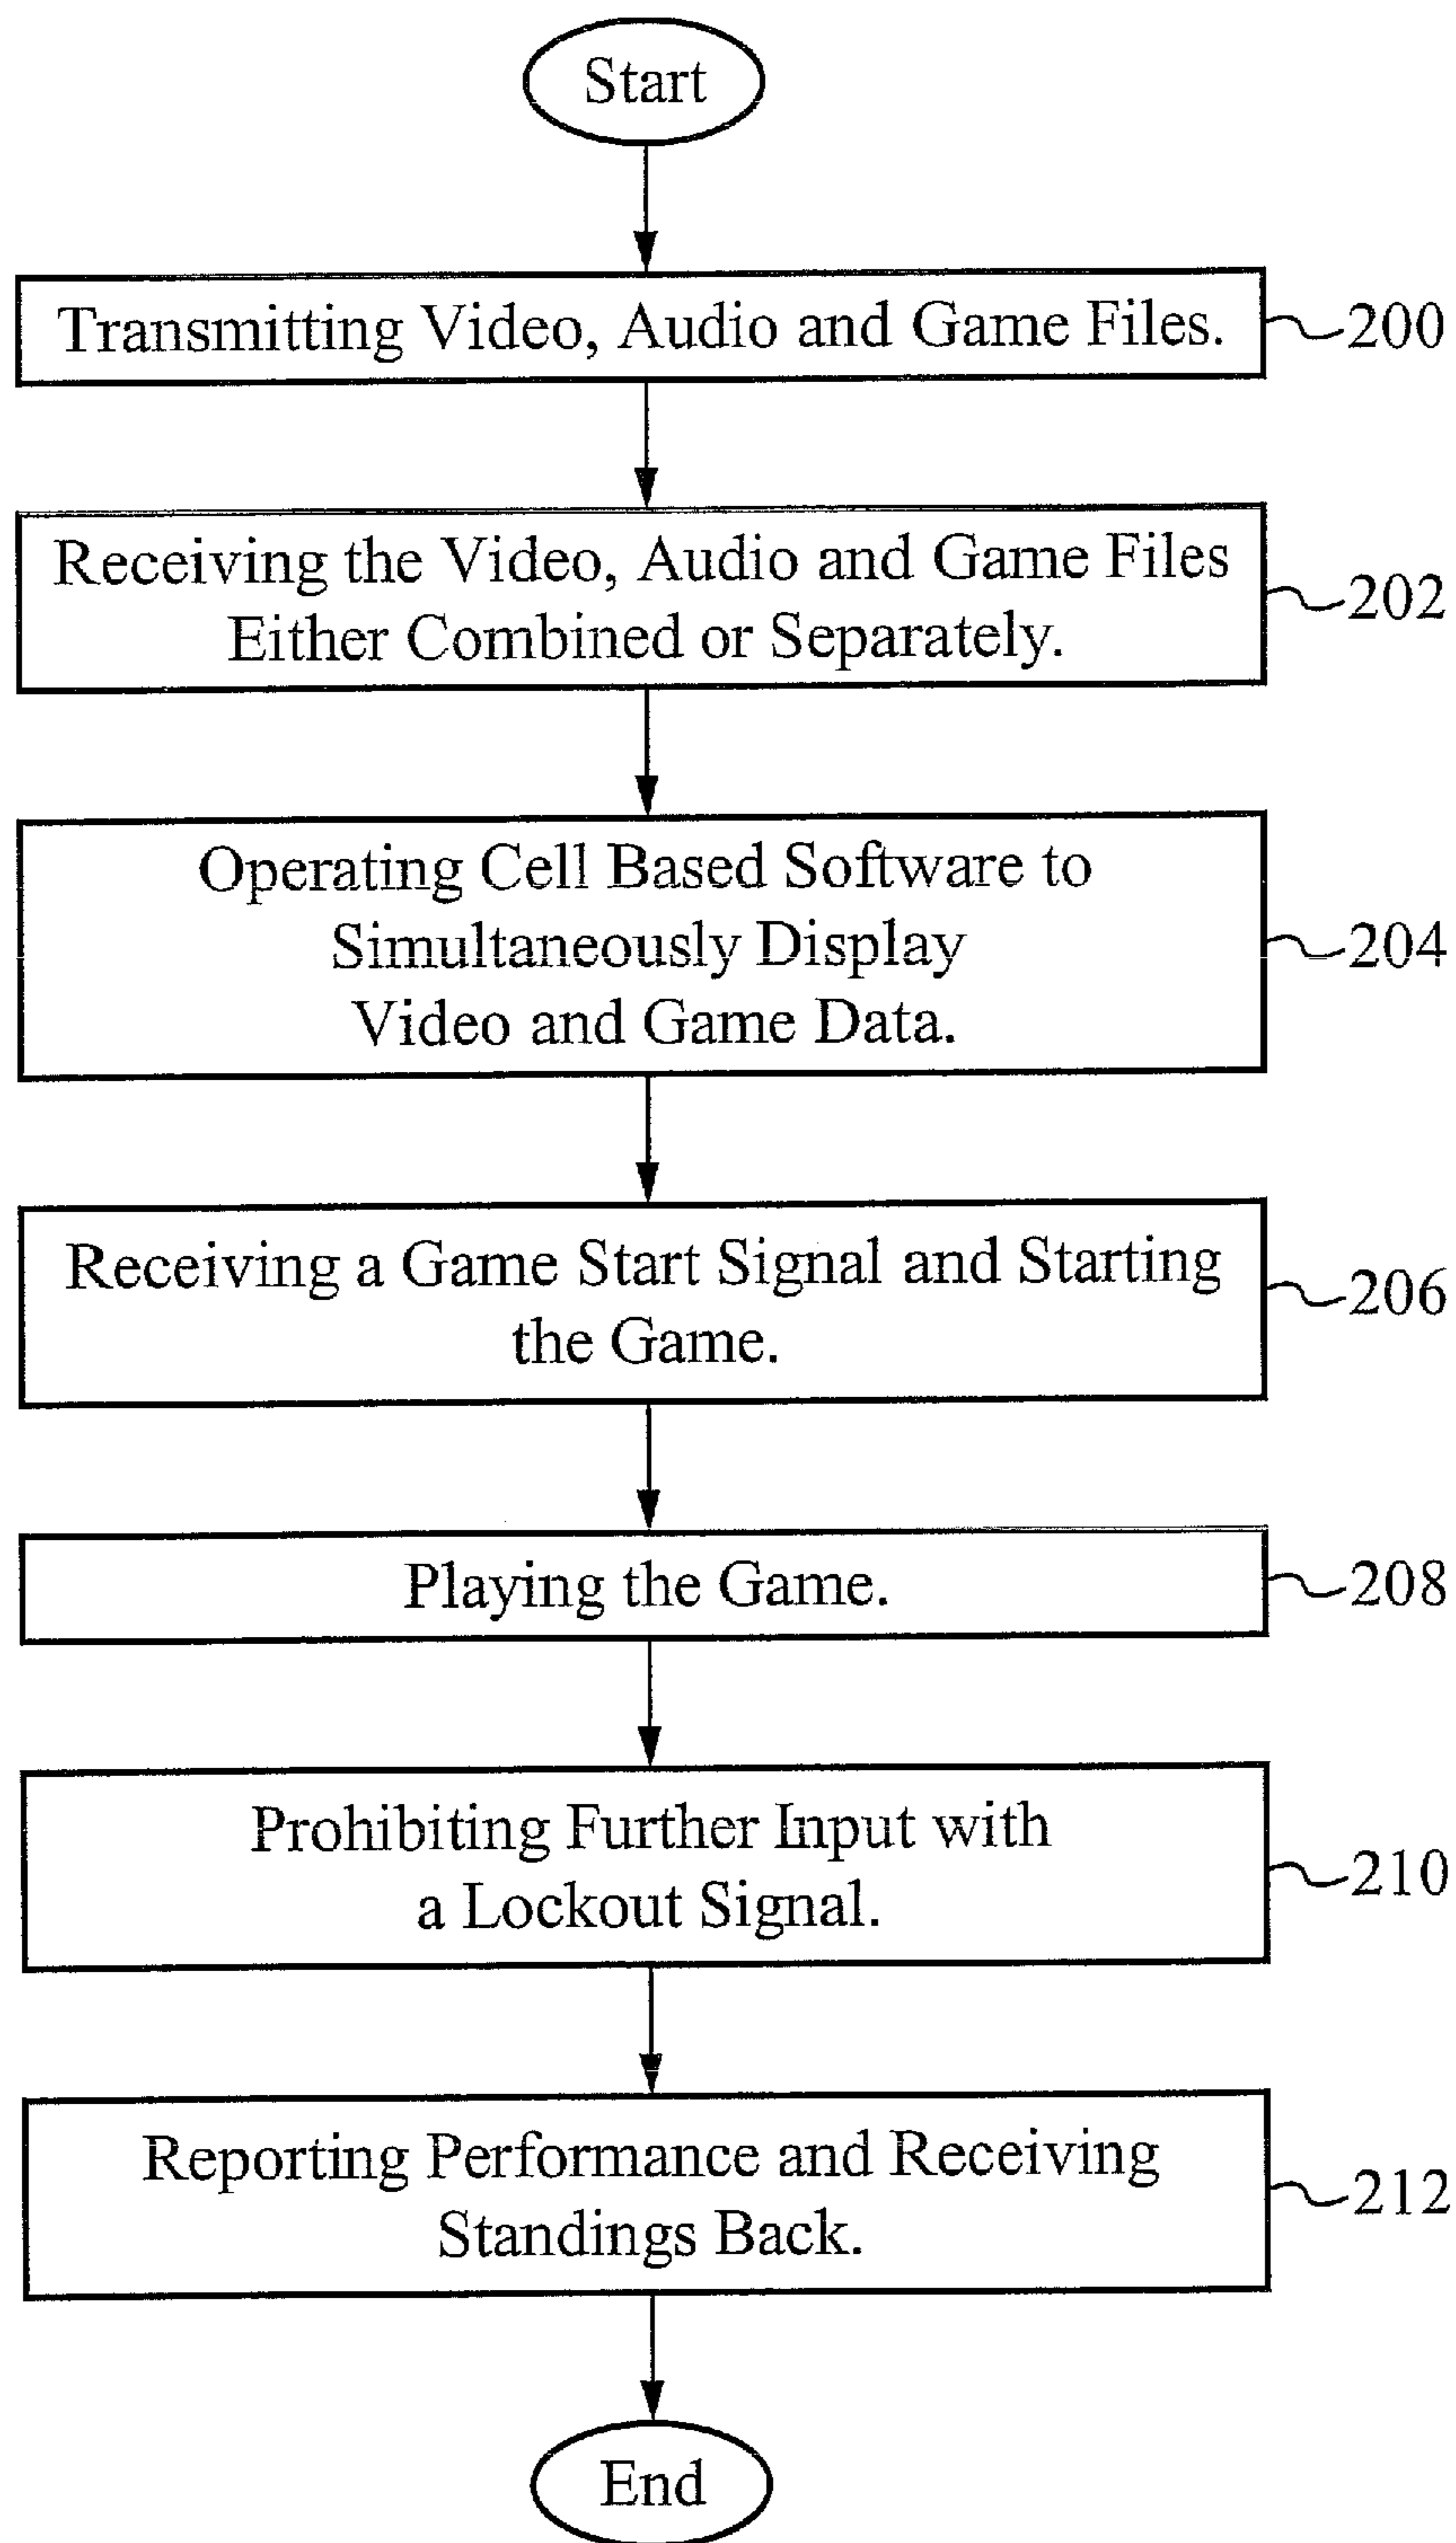 Start
Transmitting Video, Audio and Game Files.
200
Receiving the Video, Audio and Game Files
Either Combined or Separately.
202
Operating Cell Based Software to
Simultaneously Display
Video and Game Data.
204
Receiving a Game Start Signal and Starting
the Game.
206
Playing the Game.
208
Prohibiting Further Input with
a Lockout Signal.
210
Reporting Performance and Receiving
Standings Back.
212
End